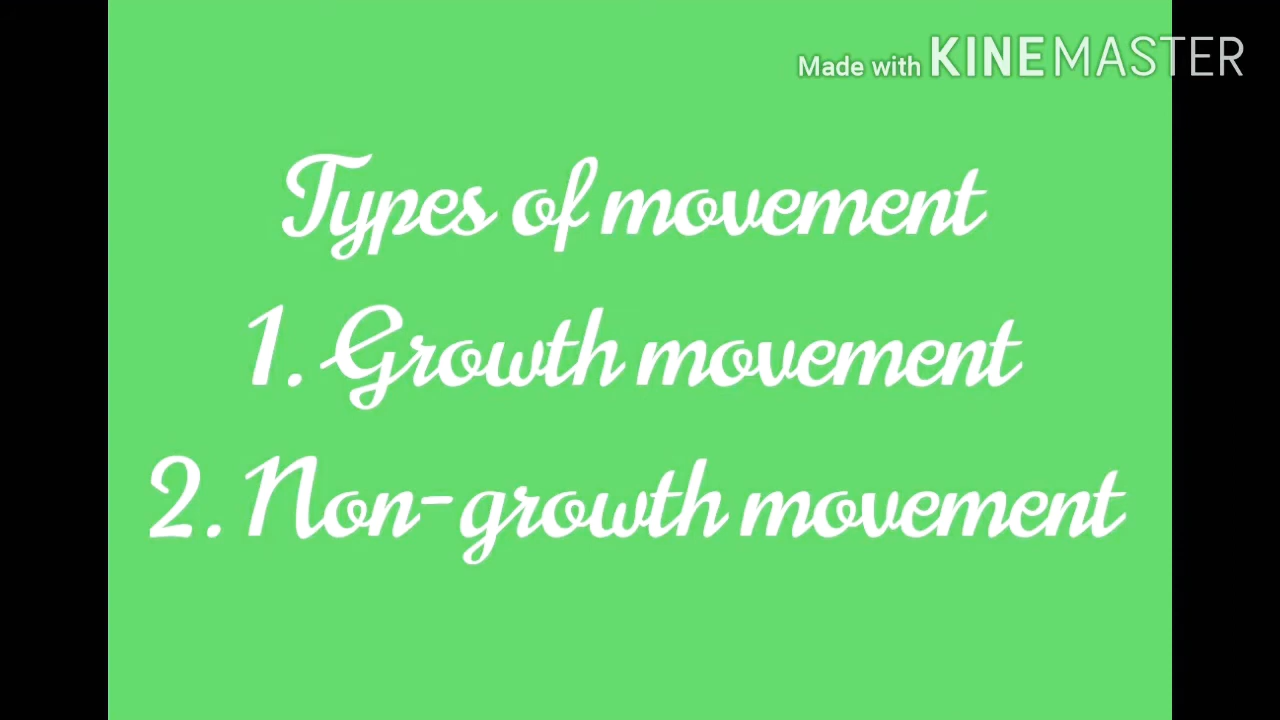 Made with KINEMASTER
Types of movement
1. Growth movement
2. Non-growth movement